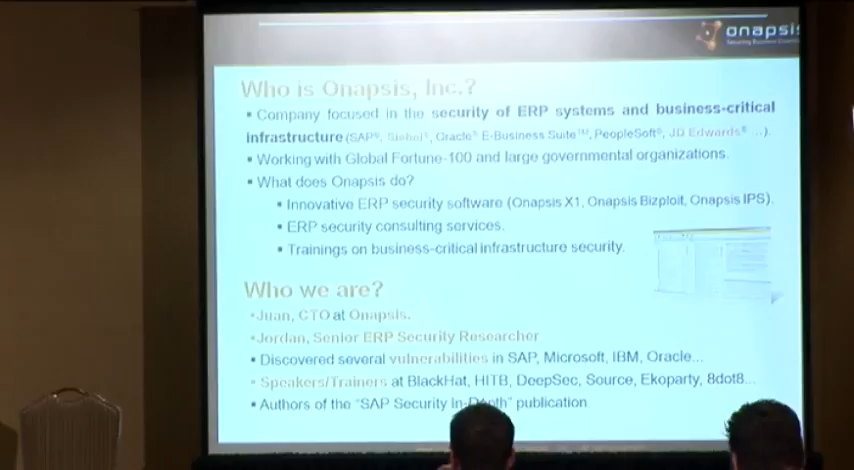 onapsis
Who is Onapsis, Inc.?
▪ Company focused in the security of ERP systems and business-critical
infrastructure (SAP®, Siebel®, Oracle® E-Business Suite™, PeopleSoft®, JD Edwards® ...).
▪ Working with Global Fortune-100 and large governmental organizations.
▪ What does Onapsis do?
▪ Innovative ERP security software (Onapsis X1, Onapsis Bizploit, Onapsis IPS).
▪ ERP security consulting services.
▪ Trainings on business-critical infrastructure security.
Who we are?
▪Juan, CTO at Onapsis.
▪Jordan, Senior ERP Security Researcher
▪ Discovered several vulnerabilities in SAP, Microsoft, IBM, Oracle...
▪ Speakers/Trainers at BlackHat, HITB, DeepSec, Source, Ekoparty, 8dot8...
▪ Authors of the “SAP Security In-Depth” publication